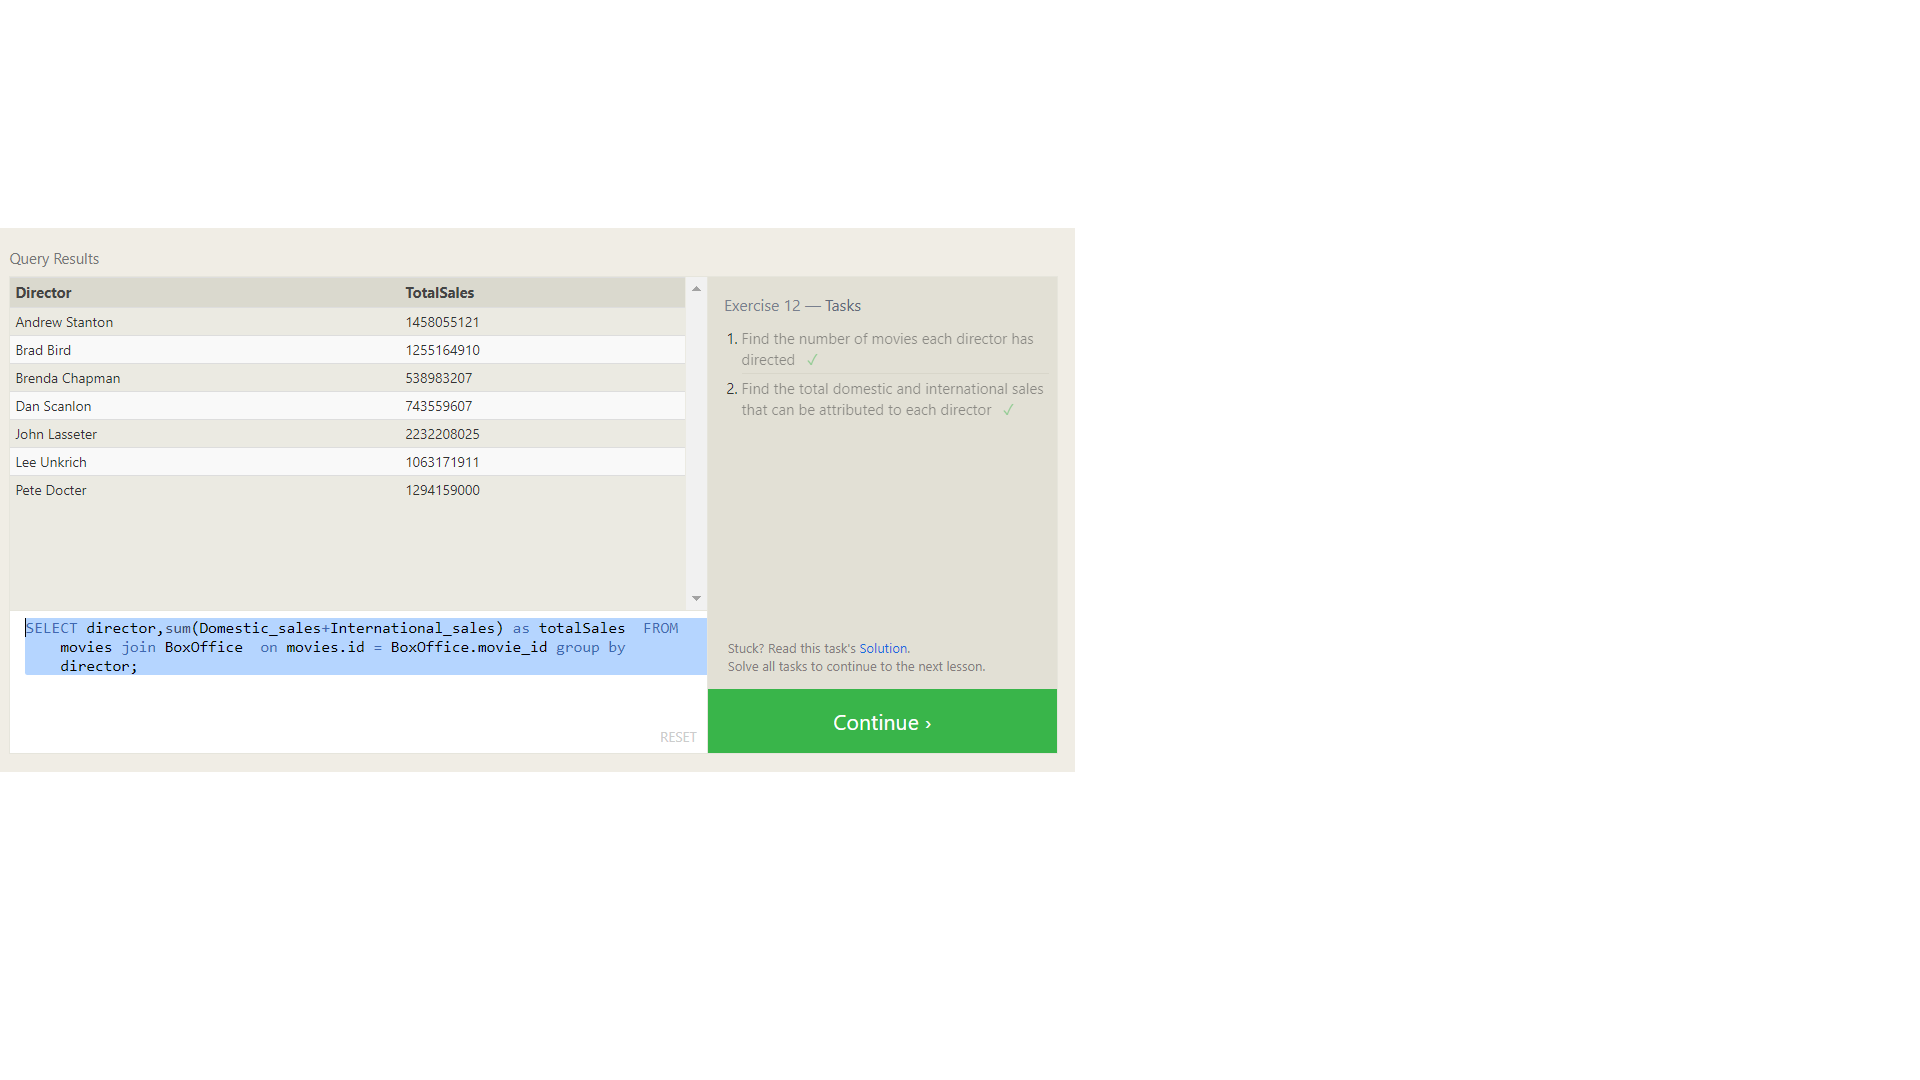 Query Results
Director TotalSales
Andrew Stanton 1458055121
Brad Bird 1255164910
Brenda Chapman 538983207
Dan Scanlon 743559607
John Lasseter 2232208025
Lee Unkrich 1063171911
Pete Docter 1294159000
SELECT director,sum(Domestic_sales+International_sales) as totalSales  FROM
movies join BoxOffice  on movies.id = BoxOffice.movie_id group by
director;
RESET
Exercise 12 — Tasks
1. Find the number of movies each director has
directed ✓
2. Find the total domestic and international sales
that can be attributed to each director ✓
Stuck? Read this task's Solution.
Solve all tasks to continue to the next lesson.
Continue ›